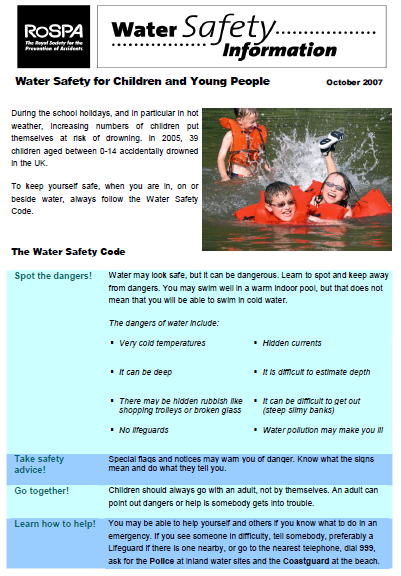 RoSPA
The Royal Society for the
Prevention of Accidents
Water Safety
Information
Water Safety for Children and Young People
October 2007
During the school holidays, and in particular in hot
weather, increasing numbers of children put
themselves at risk of drowning. In 2005, 39
children aged between 0-14 accidentally drowned
in the UK.
To keep yourself safe, when you are in, on or
beside water, always follow the Water Safety
Code.
The Water Safety Code
Spot the dangers!
Water may look safe, but it can be dangerous. Learn to spot and keep away
from dangers. You may swim well in a warm indoor pool, but that does not
mean that you will be able to swim in cold water.
The dangers of water include:
▪ Very cold temperatures
▪ Hidden currents
▪ It can be deep
▪ It is difficult to estimate depth
▪ There may be hidden rubbish like
shopping trolleys or broken glass
▪ It can be difficult to get out
(steep slimy banks)
▪ No lifeguards
▪ Water pollution may make you ill
Take safety
advice!
Special flags and notices may warn you of danger. Know what the signs
mean and do what they tell you.
Go together!
Children should always go with an adult, not by themselves. An adult can
point out dangers or help is somebody gets into trouble.
Learn how to help!
You may be able to help yourself and others if you know what to do in an
emergency. If you see someone in difficulty, tell somebody, preferably a
Lifeguard if there is one nearby, or go to the nearest telephone, dial 999,
ask for the Police at inland water sites and the Coastguard at the beach.